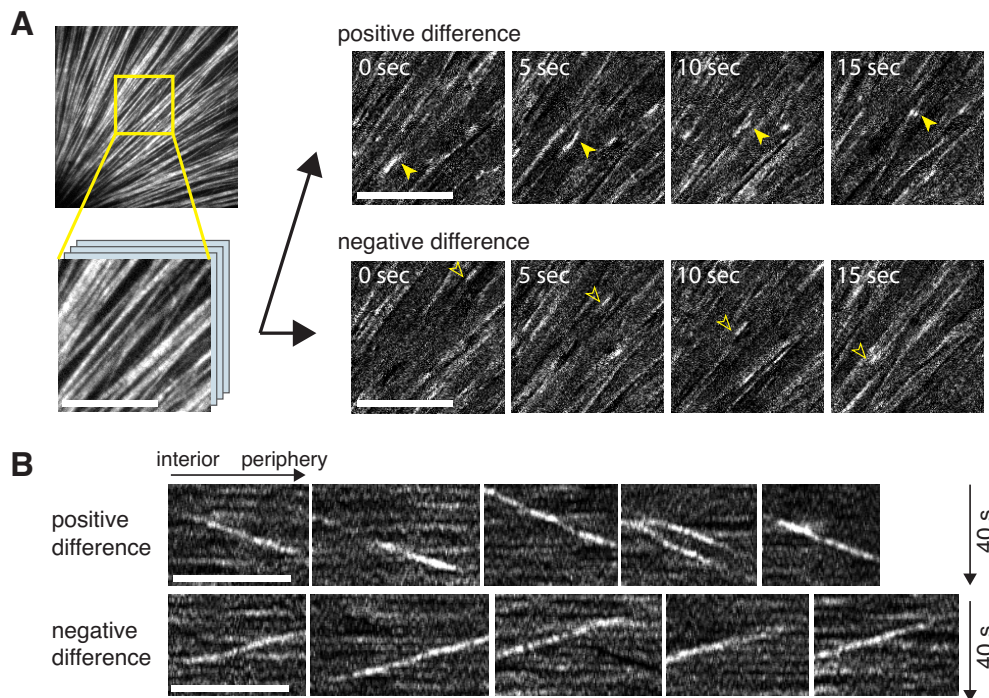 A
positive difference
0 sec
5 sec
10 sec
15 sec
negative difference
0 sec
5 sec
10 sec
15 sec
B
interior periphery
positive
difference
40 s
negative
difference
40 s